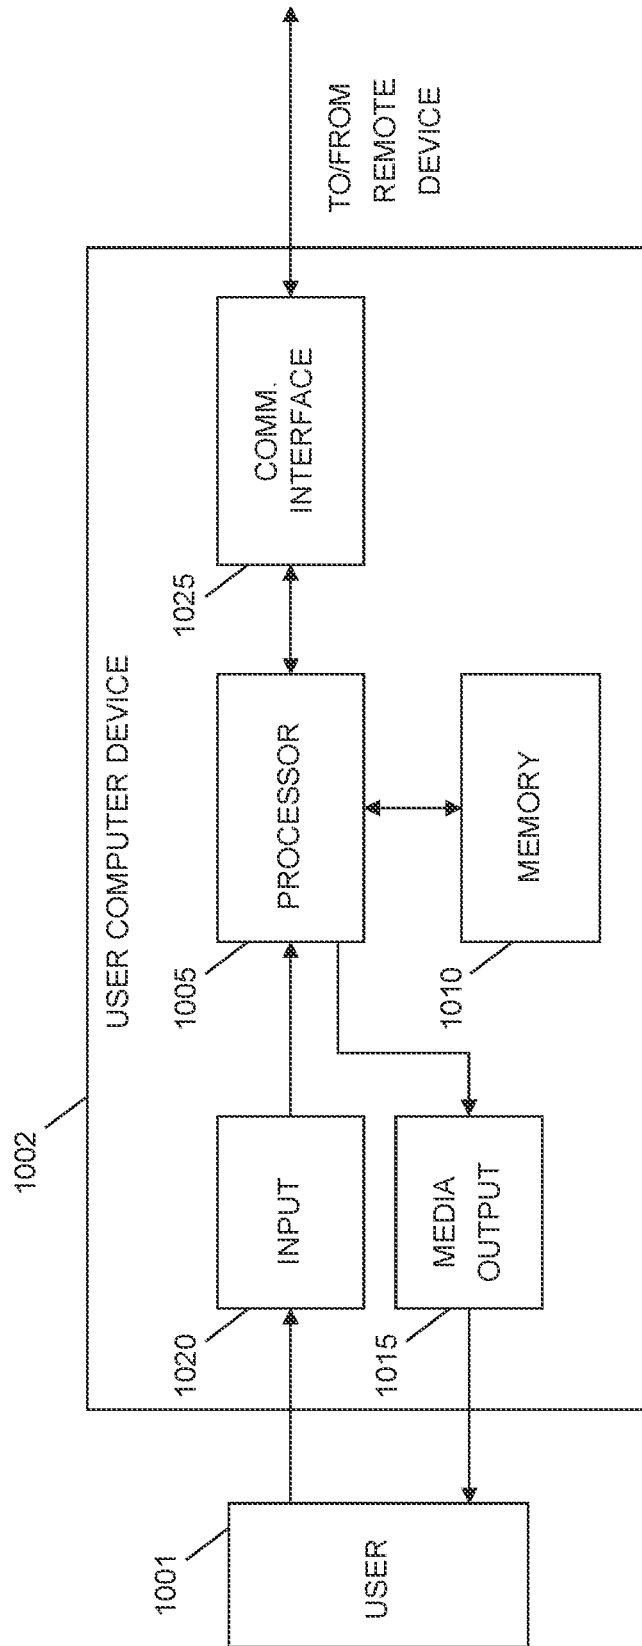 1002
USER COMPUTER DEVICE
1001
USER
1020
INPUT
1005
PROCESSOR
1025
COMM.
INTERFACE
TO/FROM
REMOTE
DEVICE
1015
MEDIA
OUTPUT
1010
MEMORY